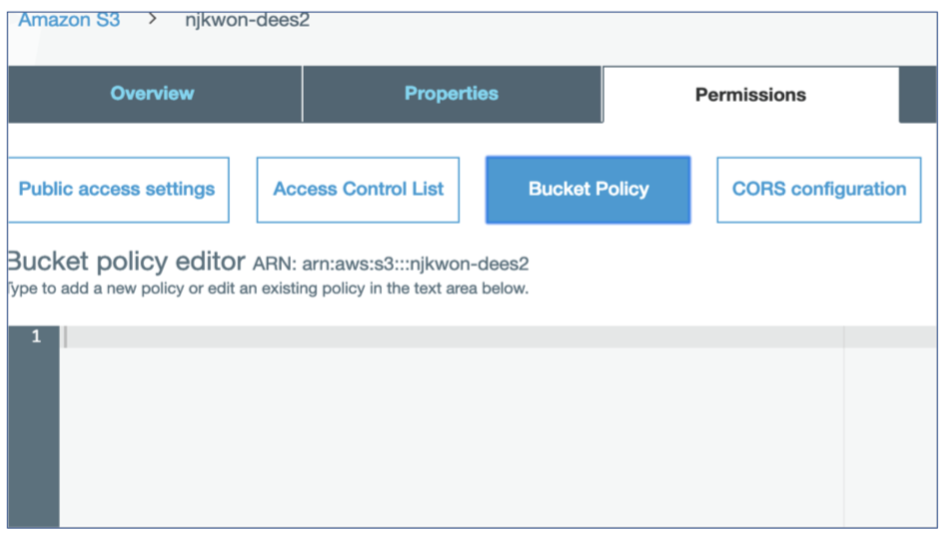 Amazon S3 > njkwon-dees2
Overview Properties Permissions
Public access settings Access Control List Bucket Policy CORS configuration
Bucket policy editor ARN: arn:aws:s3:::njkwon-dees2
Type to add a new policy or edit an existing policy in the text area below.
1